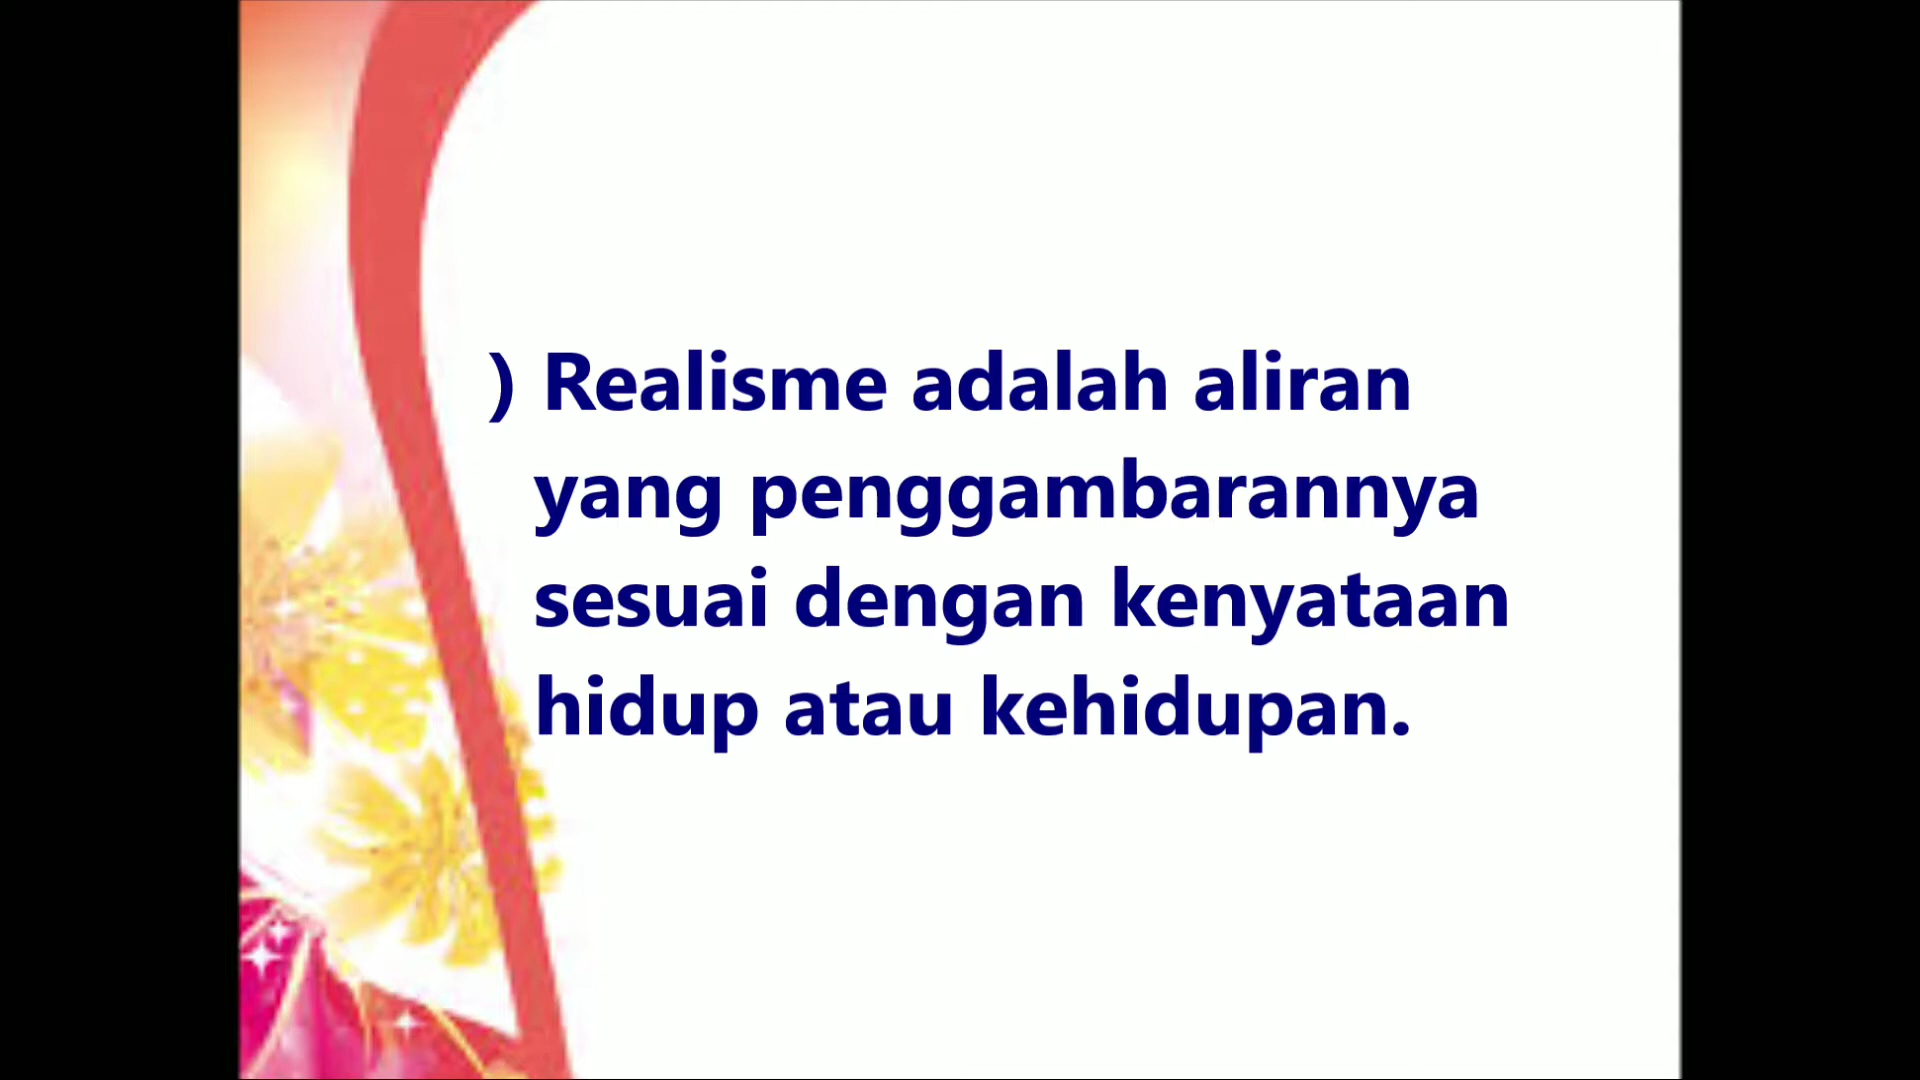 ) Realisme adalah aliran
yang penggambarannya
sesuai dengan kenyataan
hidup atau kehidupan.